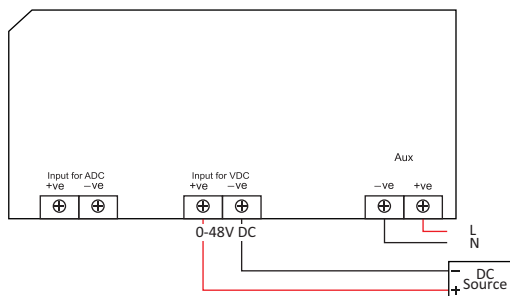 Aux
Input for ADC
+ve −ve
Input for VDC
+ve −ve
−ve +ve
0-48V DC
L
N
− DC
Source
+